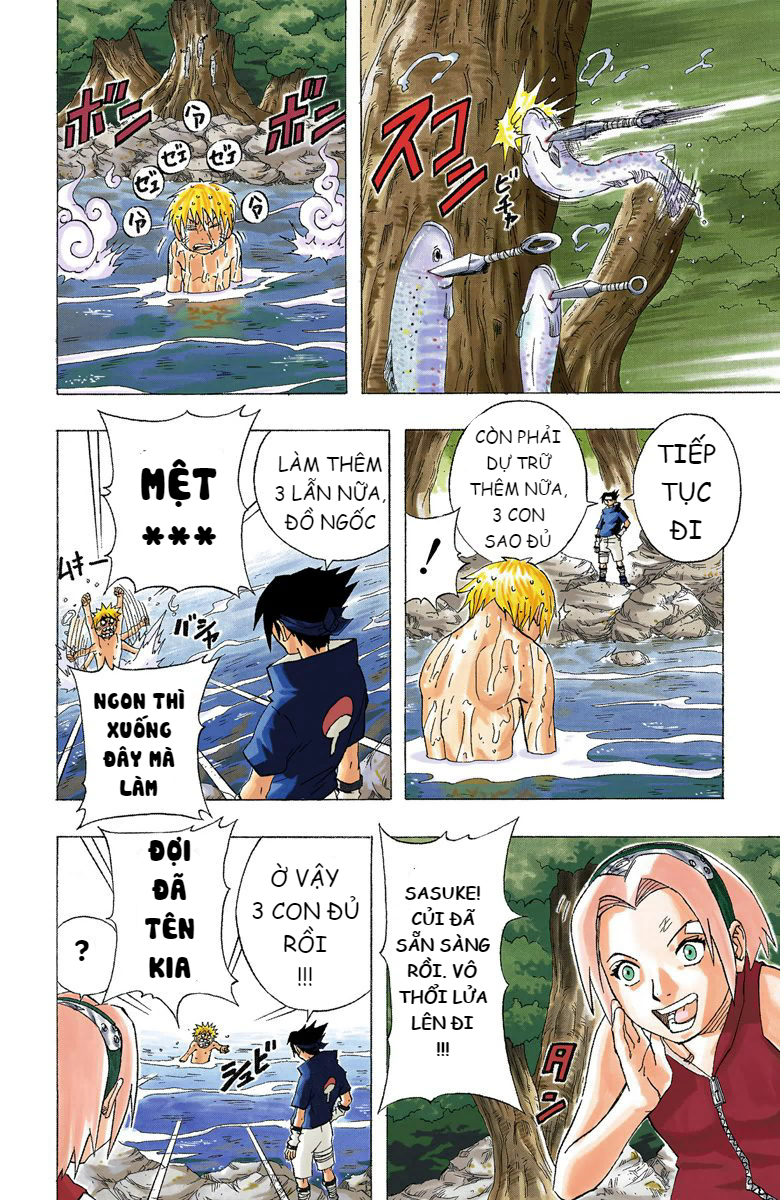 スコン
ビチャ
ボン
ボン
ハァ
ゼェ
ゼェ
ゼェ
ハァ
ハァ
TIẾP
TỤC
ĐI
CÒN PHẢI
DỰ TRỮ
THÊM NỮA,
3 CON
SAO ĐỦ
!
LÀM THÊM
3 LẪN NỮA,
ĐỒ NGỐC
MỆT
***
ムキー
バシャ
NGON THÌ
XUỐNG
ĐÂY MÀ
LÀM
SASUKE!
CỦI ĐÃ
SẴN SÀNG
RỒI. VÔ
THỔI LỬA
LÊN ĐI
!!!
タン
Ờ VẬY
3 CON ĐỦ
RỒI
!!!
ĐỢI
ĐÃ
TÊN
KIA
?
シュビ